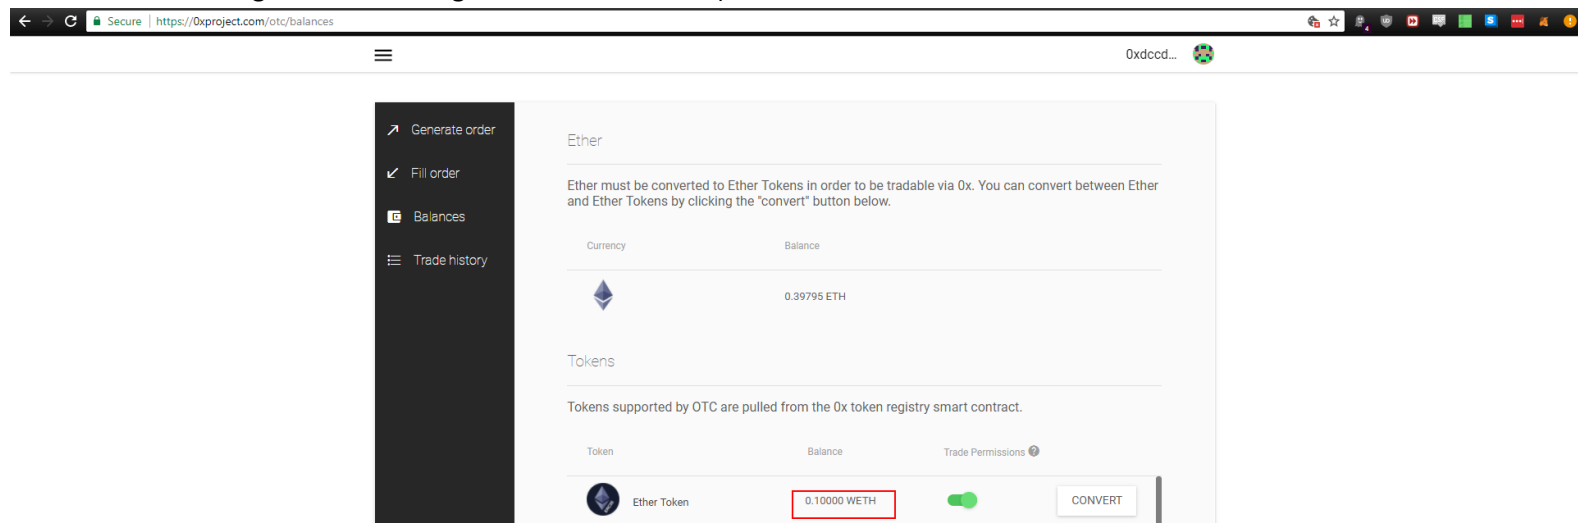 Secure | https://0xproject.com/otc/balances
0xdccd...
Generate order
Fill order
Balances
Trade history
Ether
Ether must be converted to Ether Tokens in order to be tradable via 0x. You can convert between Ether
and Ether Tokens by clicking the "convert" button below.
Currency Balance
0.39795 ETH
Tokens
Tokens supported by OTC are pulled from the 0x token registry smart contract.
Token Balance Trade Permissions ?
Ether Token 0.10000 WETH CONVERT